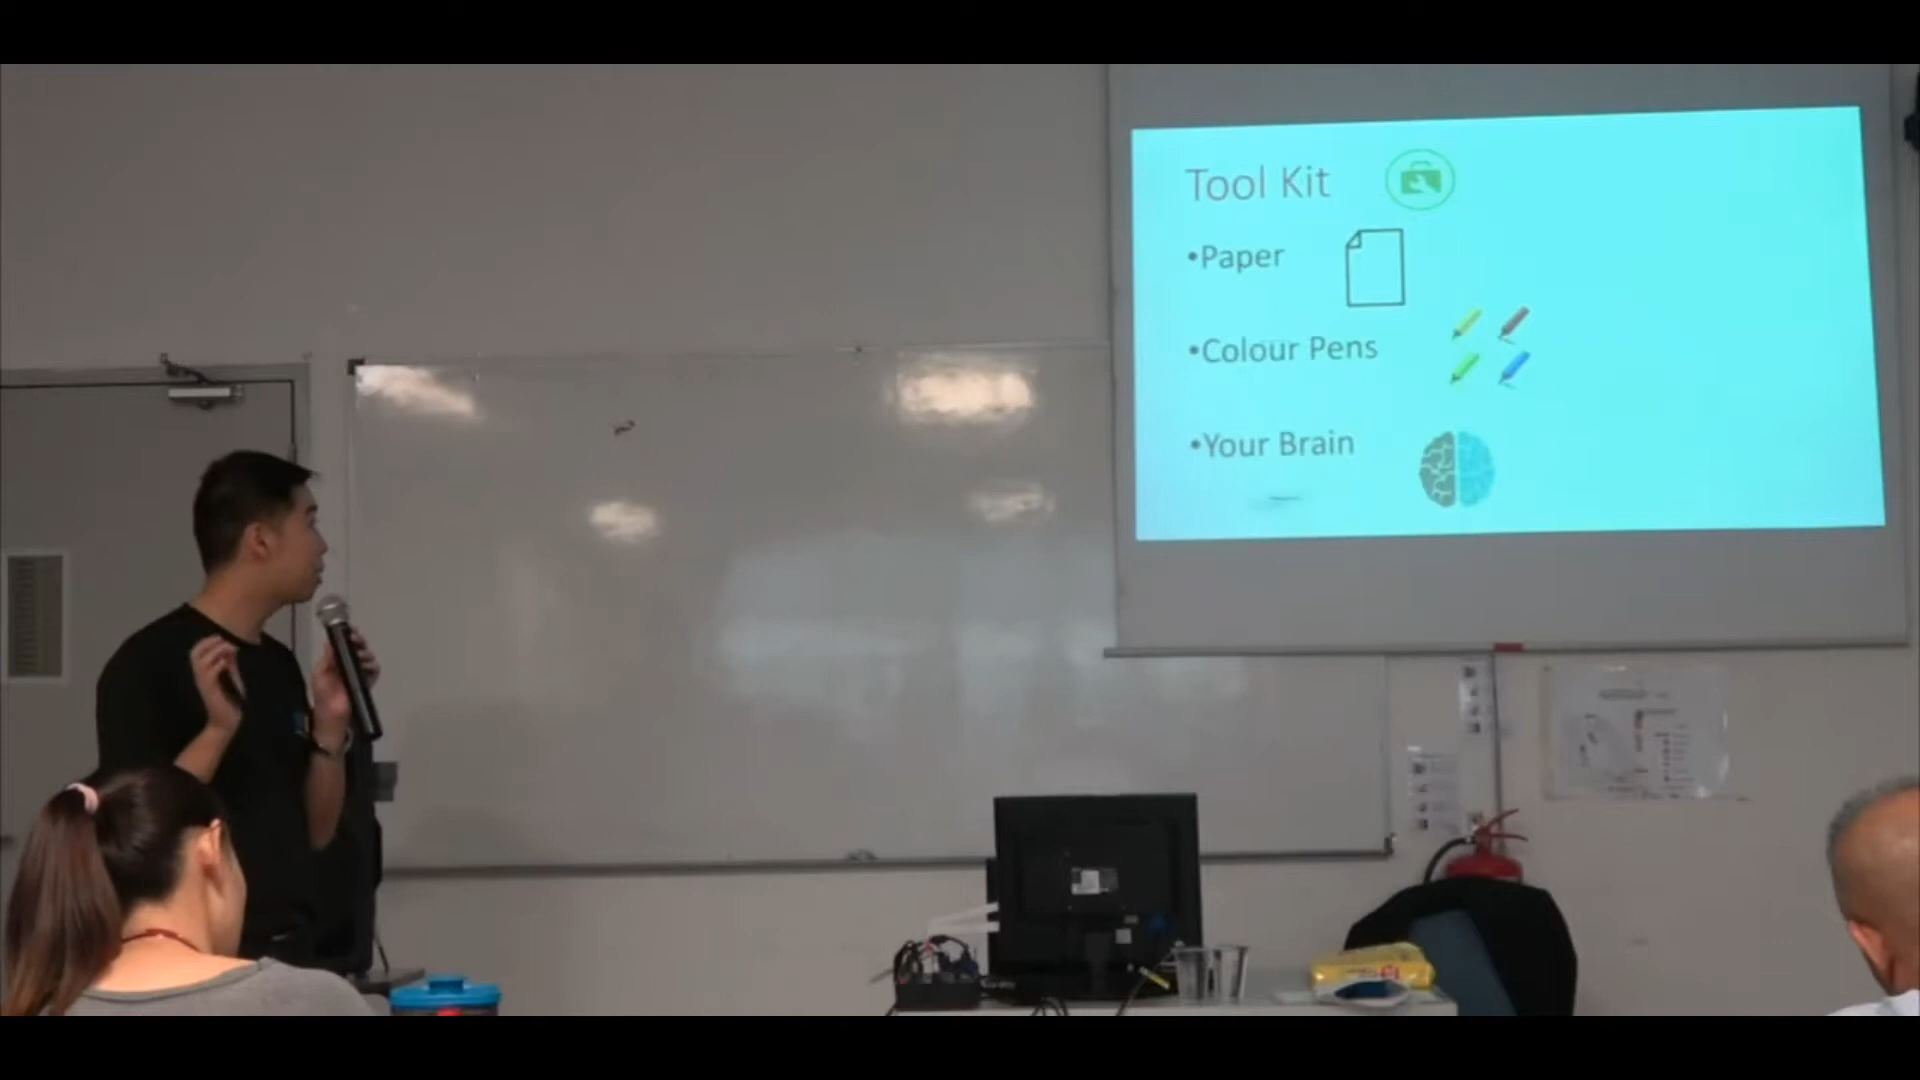 Tool Kit
•Paper
•Colour Pens
•Your Brain